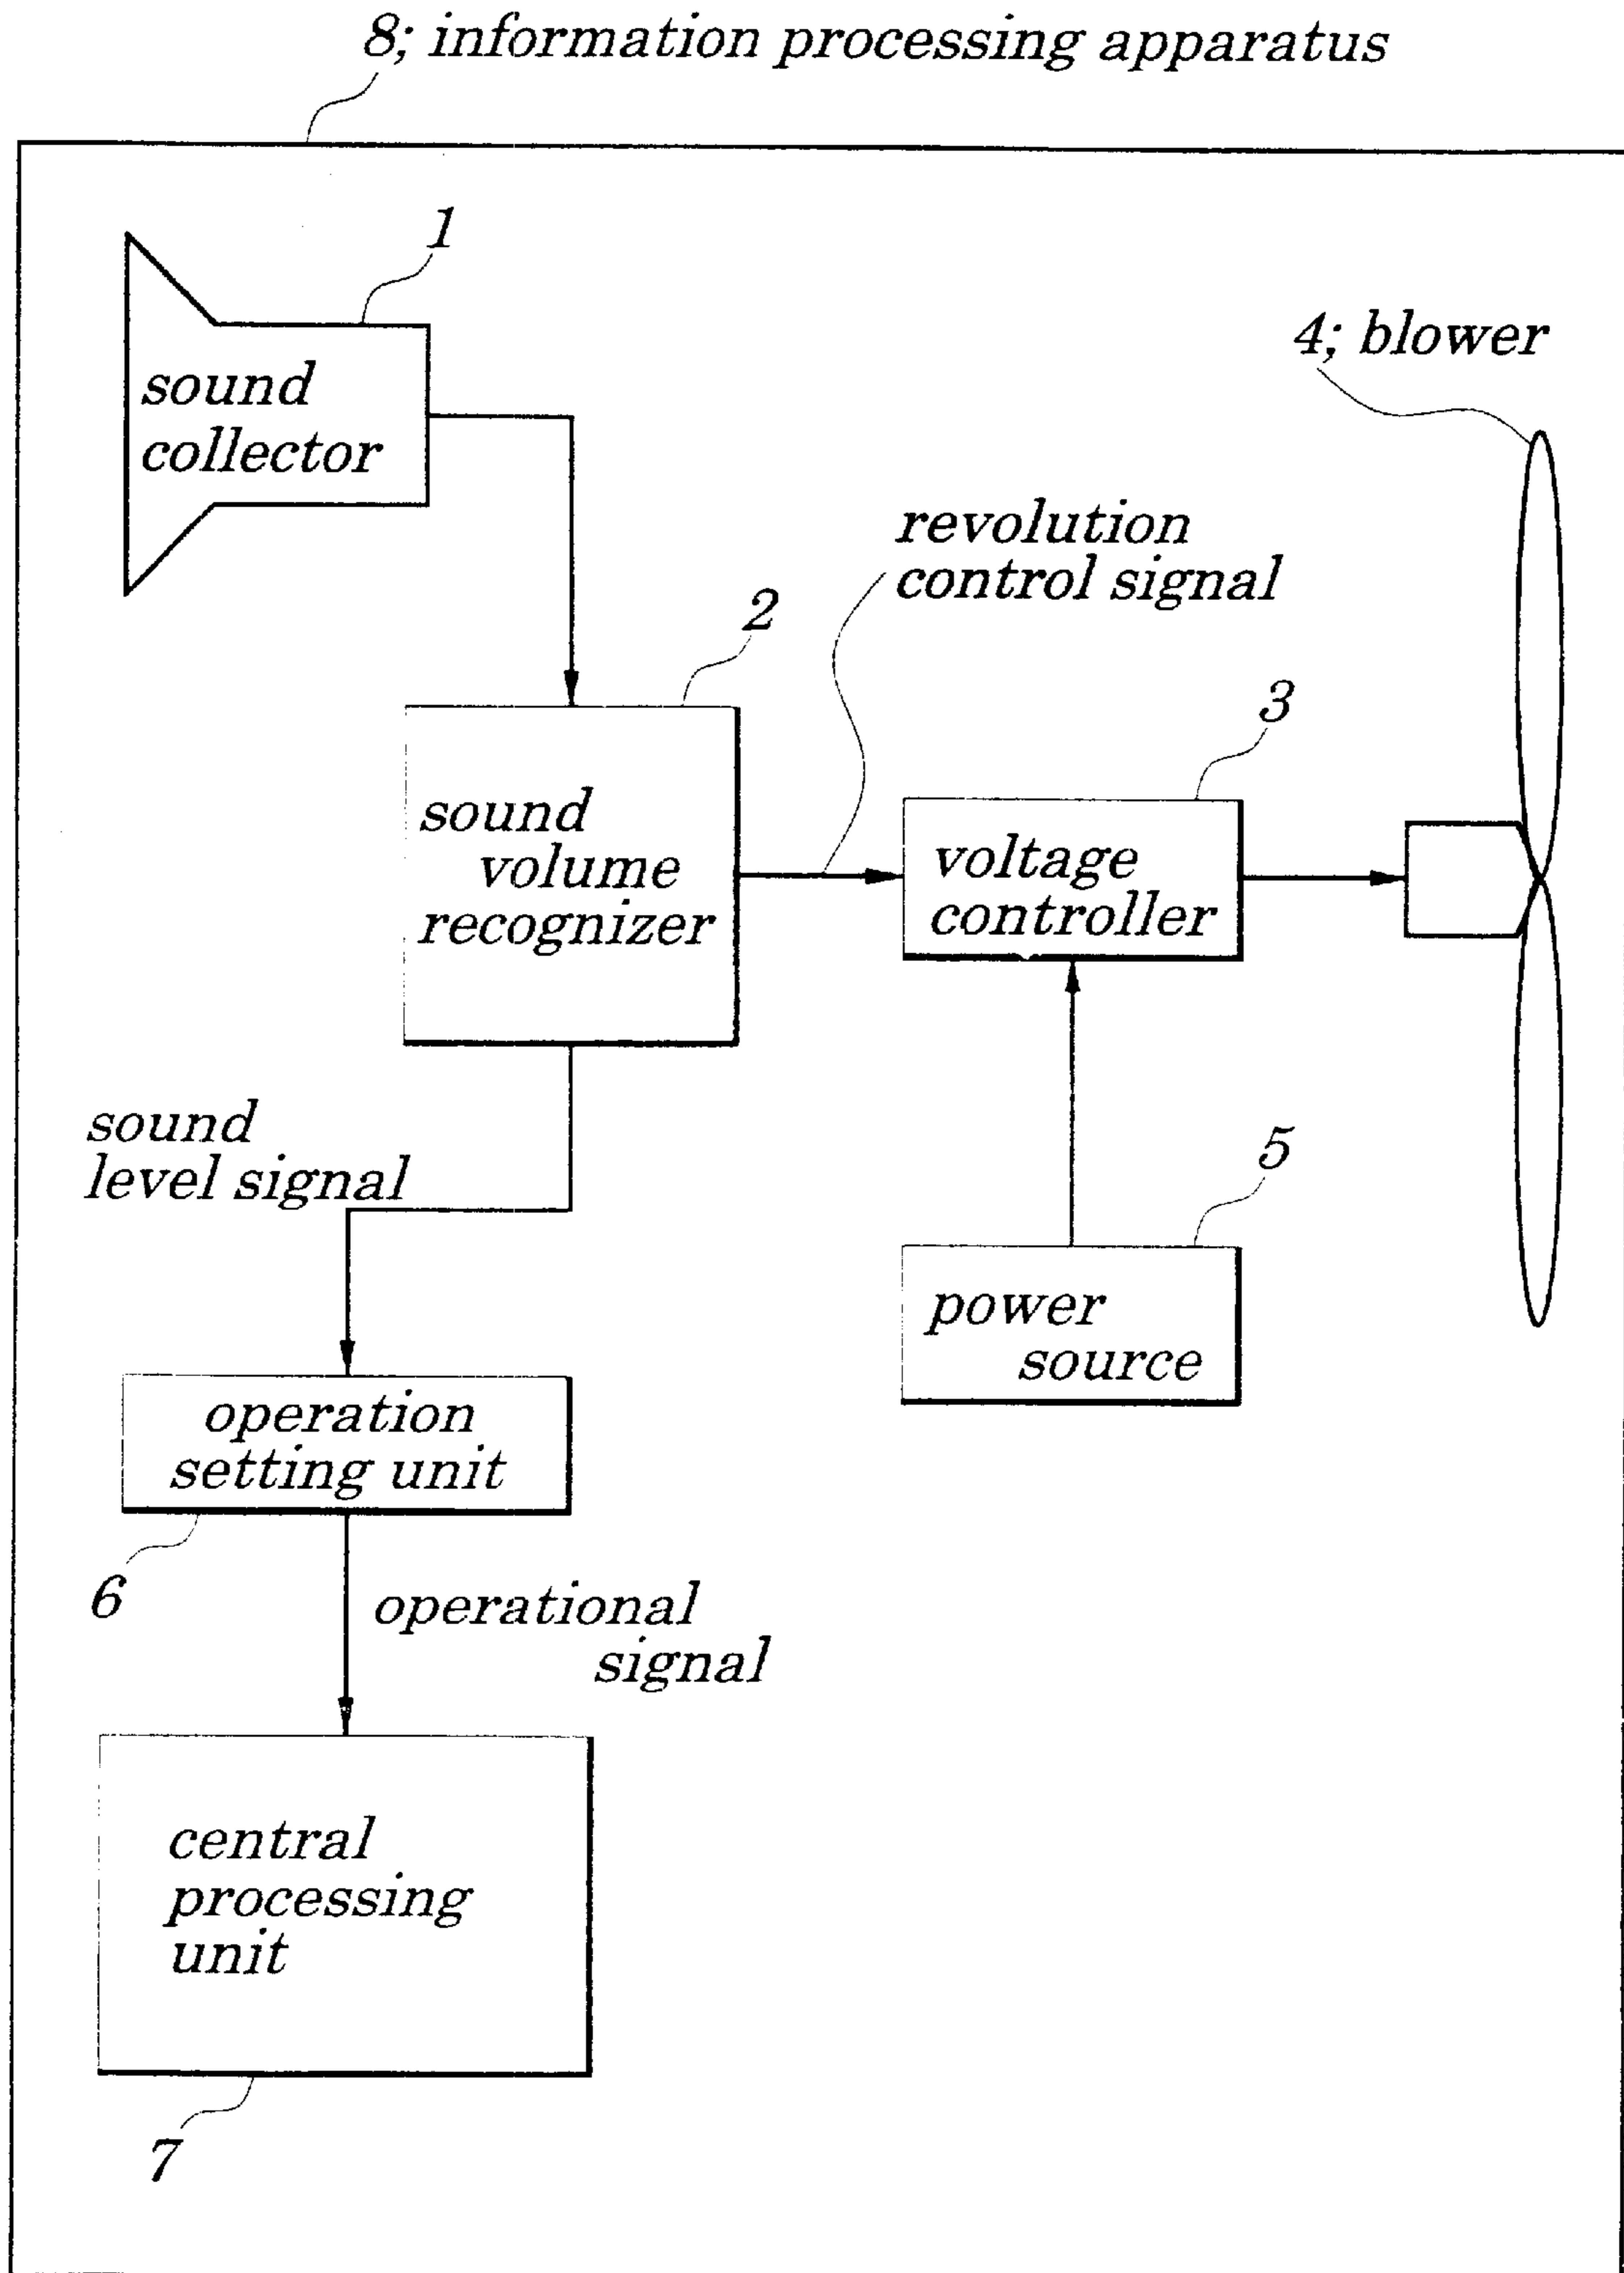 8; information processing apparatus
1
sound
collector
4; blower
revolution
control signal
2
3
sound
volume
recognizer
voltage
controller
sound
level signal
5
power
source
operation
setting unit
6
operational
signal
central
processing
unit
7